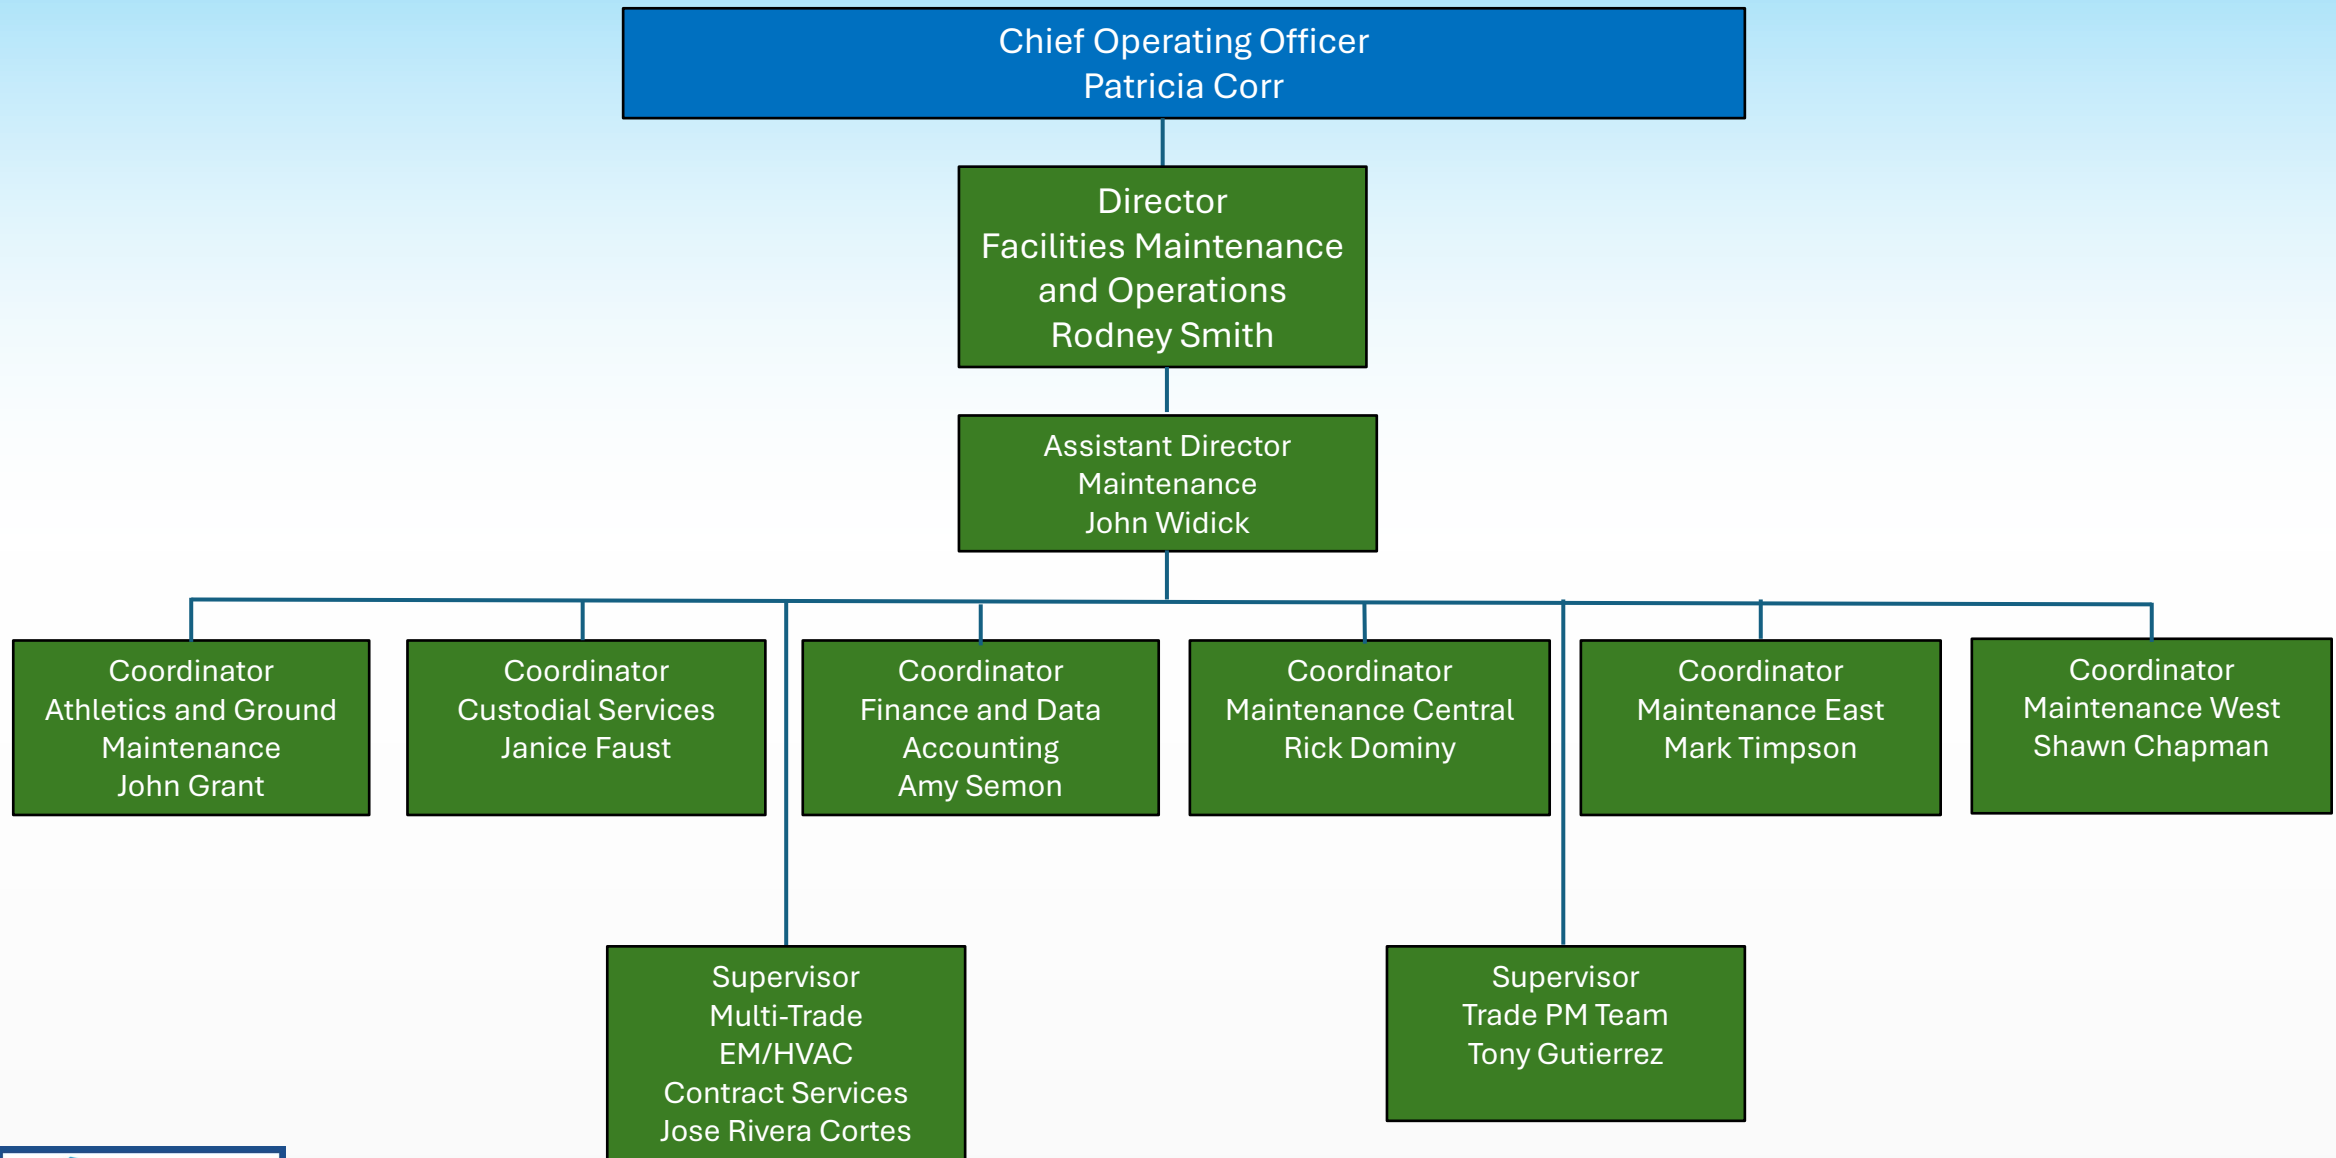 Chief Operating Officer
Patricia Corr
Director
Facilities Maintenance
and Operations
Rodney Smith
Assistant Director
Maintenance
John Widick
Coordinator
Athletics and Ground
Maintenance
John Grant
Coordinator
Custodial Services
Janice Faust
Coordinator
Finance and Data
Accounting
Amy Semon
Coordinator
Maintenance Central
Rick Dominy
Coordinator
Maintenance East
Mark Timpson
Coordinator
Maintenance West
Shawn Chapman
Supervisor
Multi-Trade
EM/HVAC
Contract Services
Jose Rivera Cortes
Supervisor
Trade PM Team
Tony Gutierrez